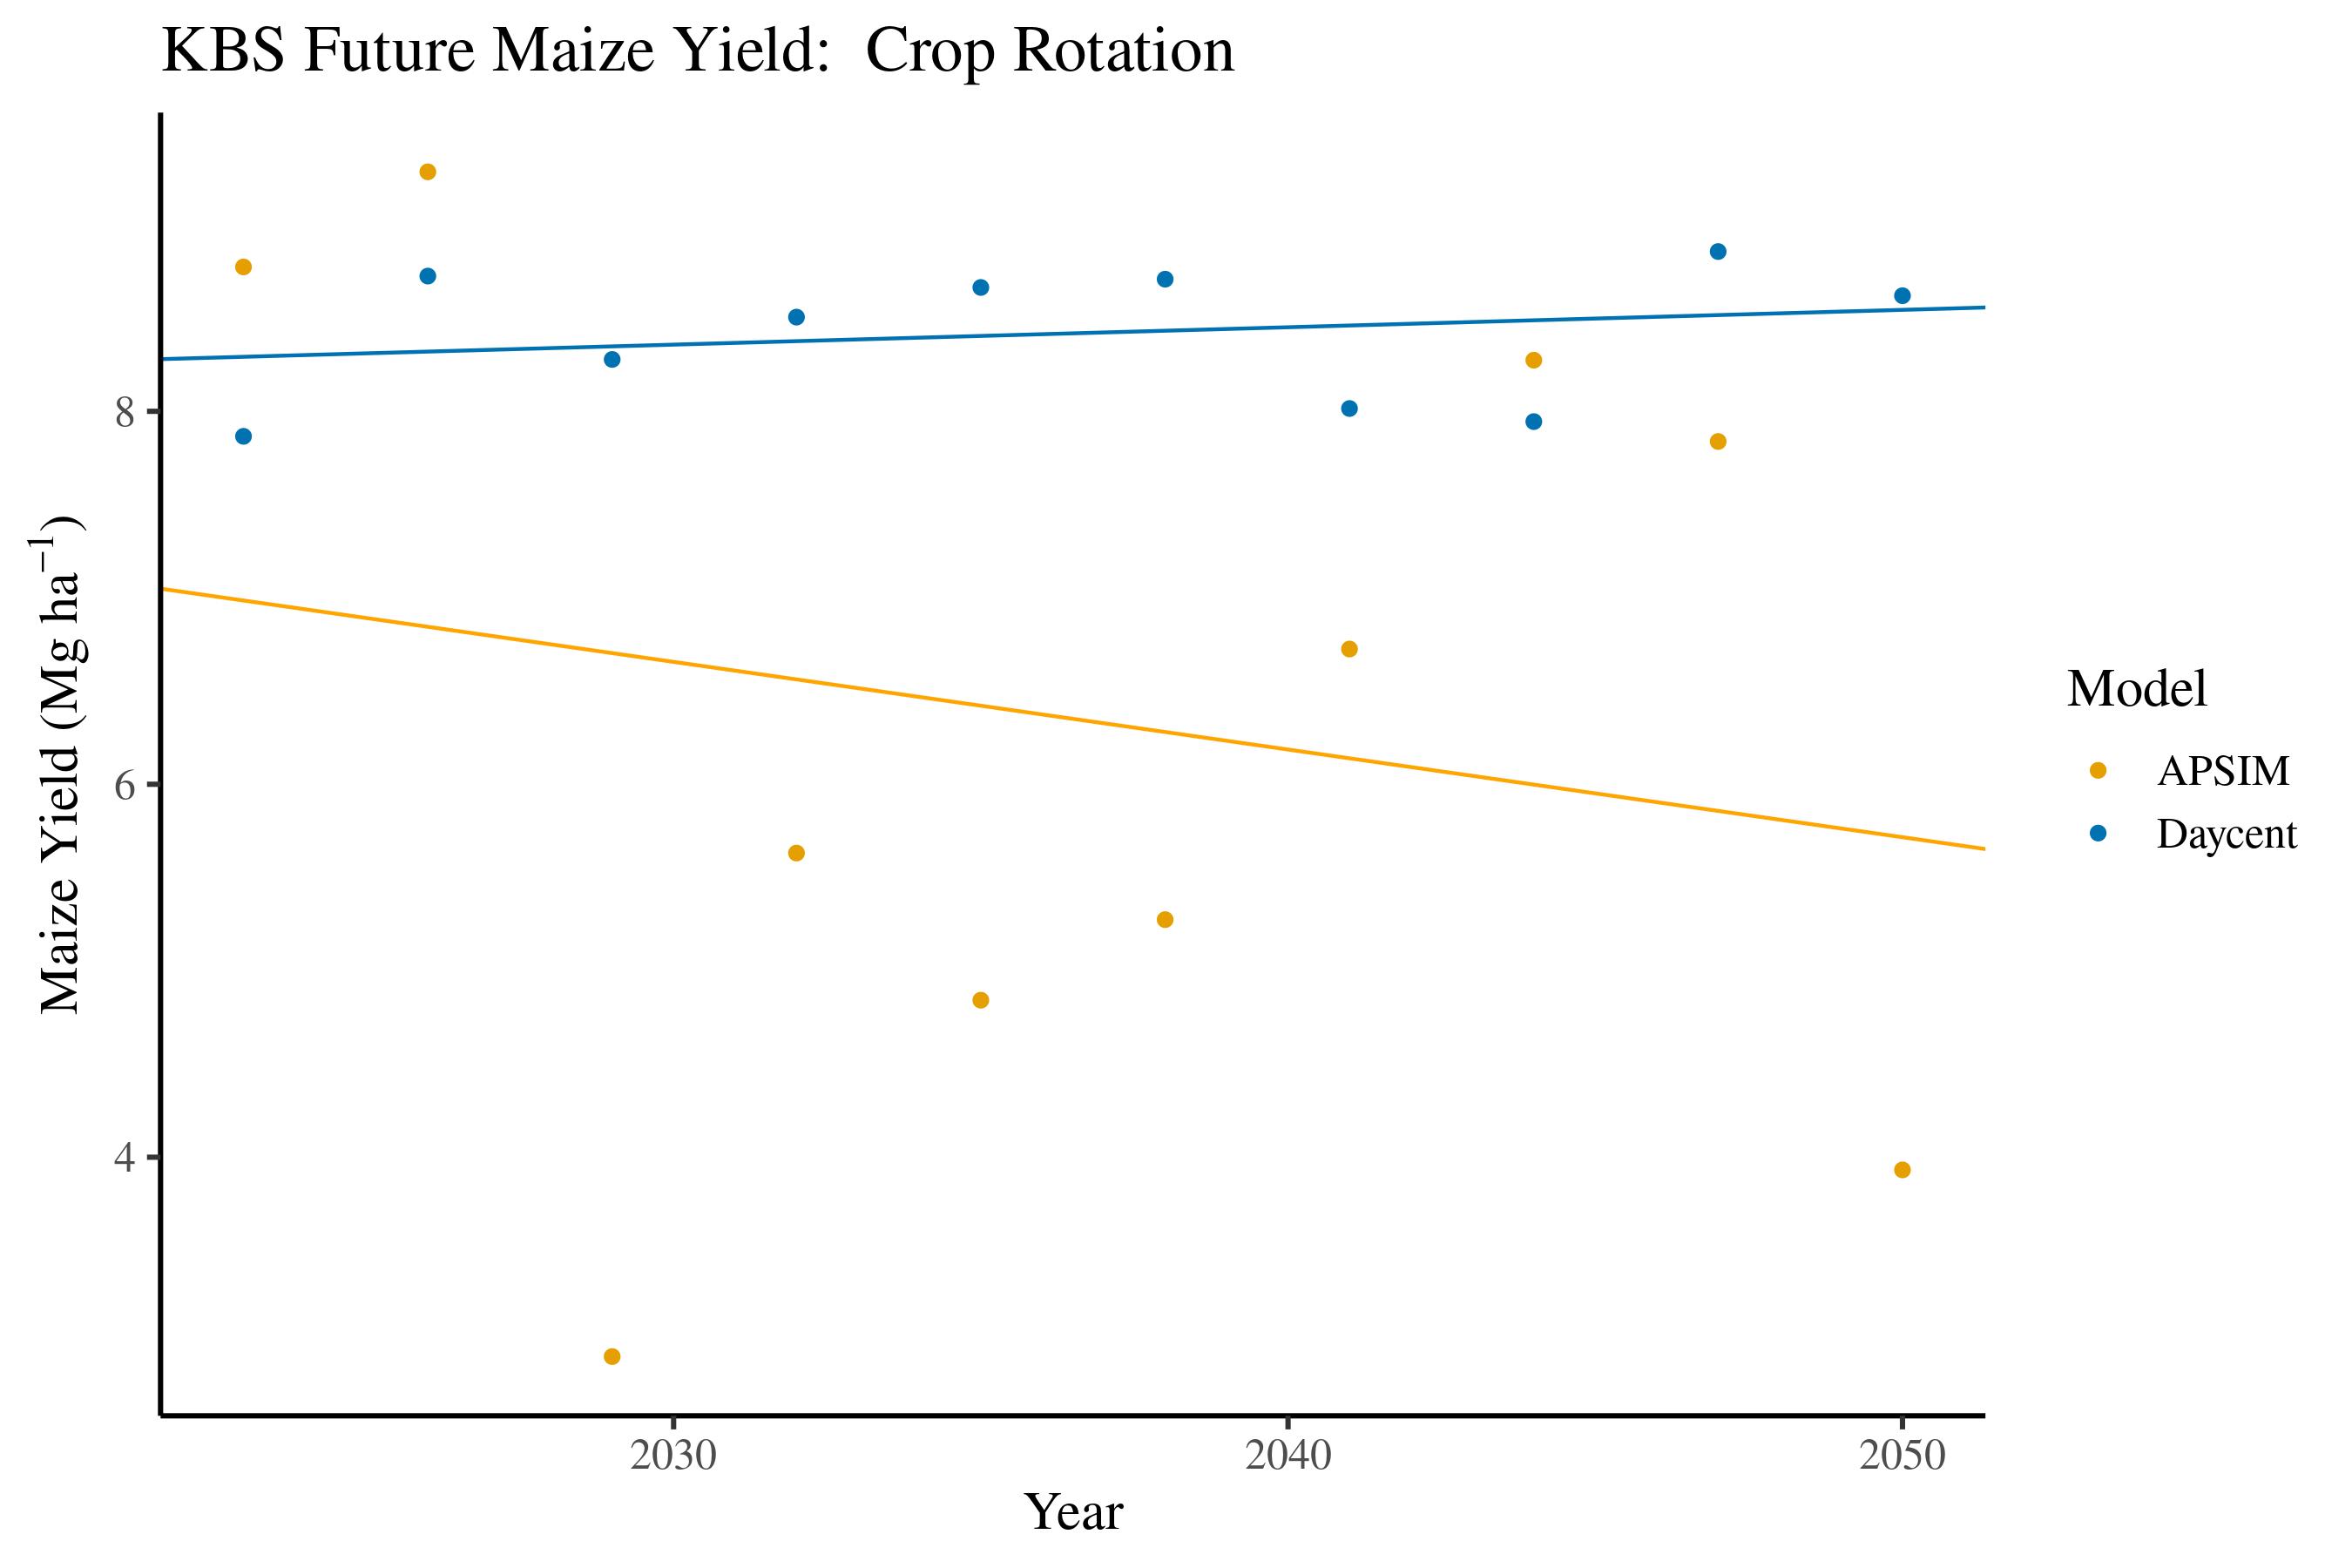 KBS Future Maize Yield:  Crop Rotation
Maize Yield (Mg ha⁻¹)
8
6
4
2030
2040
2050
Year
Model
APSIM
Daycent